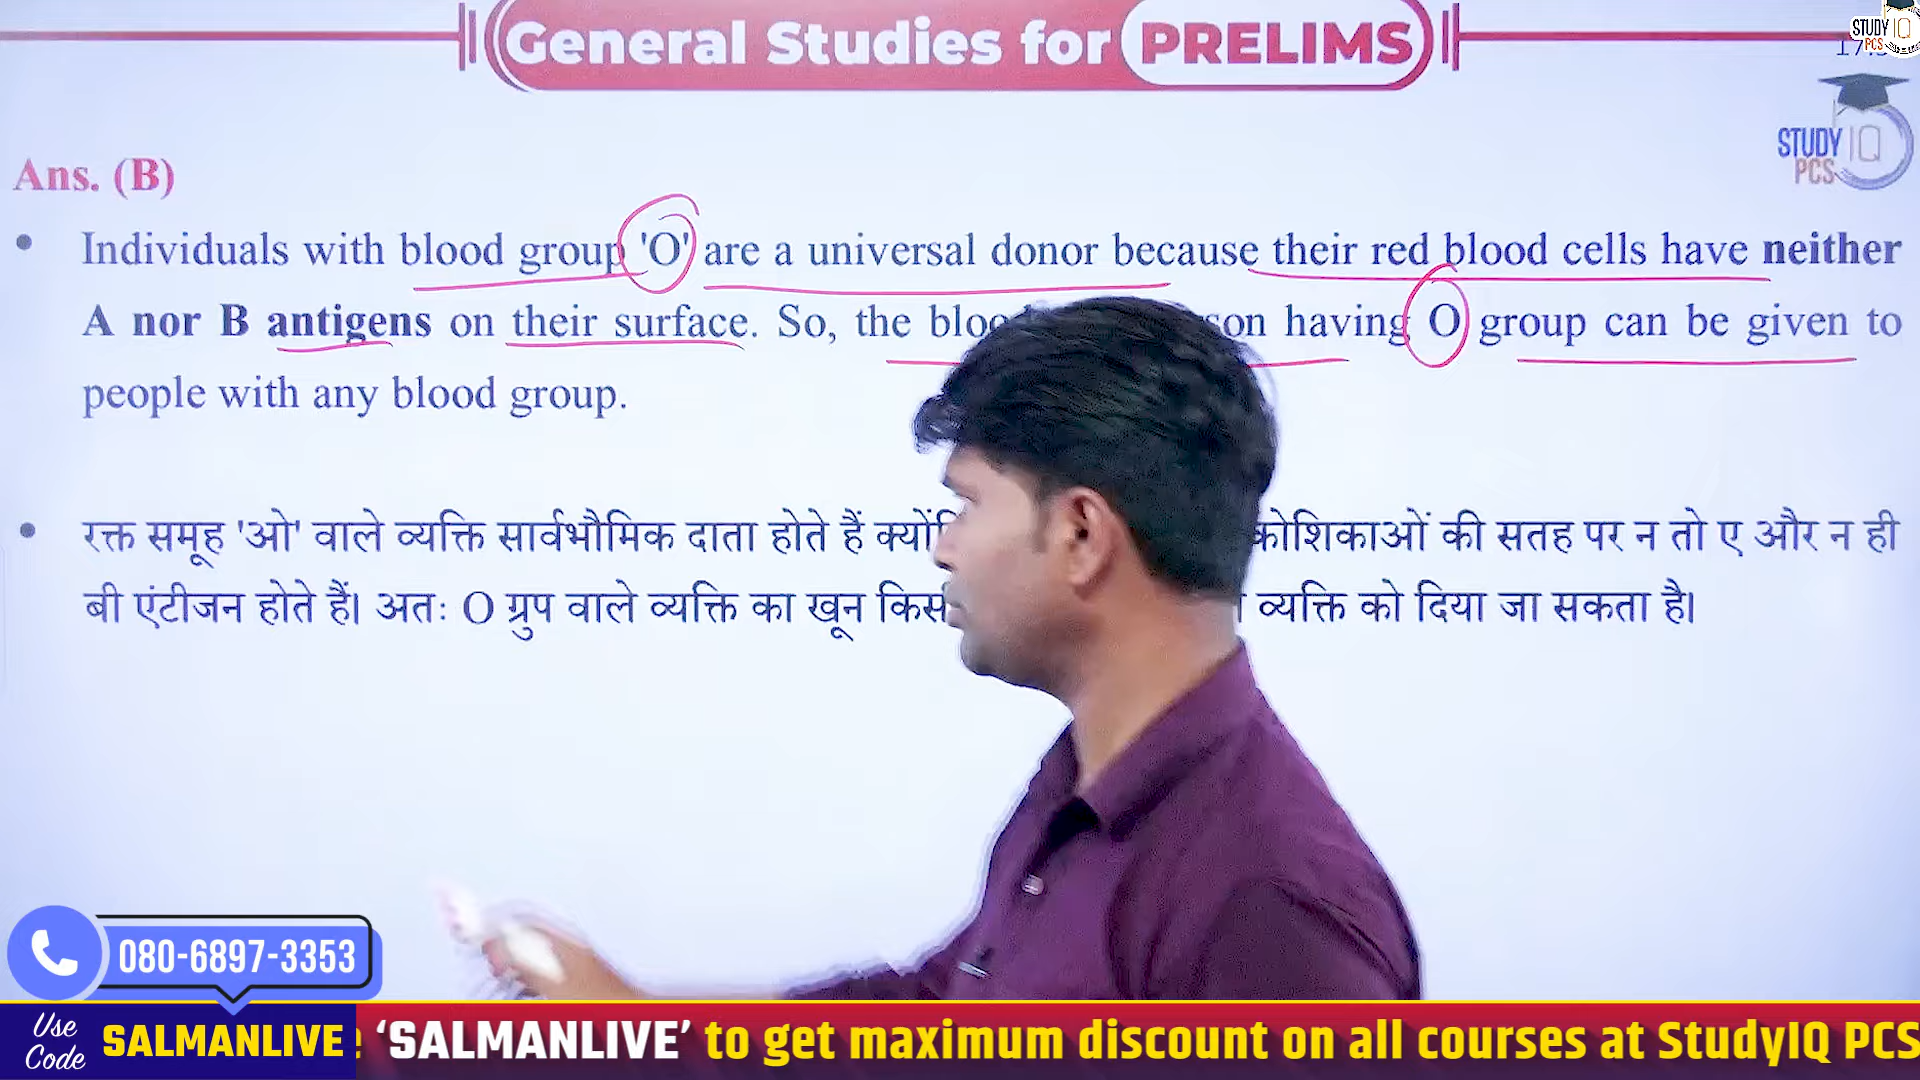 General Studies for PRELIMS
STUDY IQ
PCS
STUDY IQ
PCS
Ans. (B)
• Individuals with blood group 'O' are a universal donor because their red blood cells have neither
A nor B antigens on their surface. So, the having O group can be given to
people with any blood group.
• रक्त समूह 'ओ' वाले व्यक्ति सार्वभौमिक दाता होते हैं कोशिकाओं की सतह पर न तो ए और न ही
बी एंटीजन होते हैं। अतः O ग्रुप वाले व्यक्ति का खून व्यक्ति को दिया जा सकता है।
080-6897-3353
Use
Code
SALMANLIVE
'SALMANLIVE' to get maximum discount on all courses at StudyIQ PCS